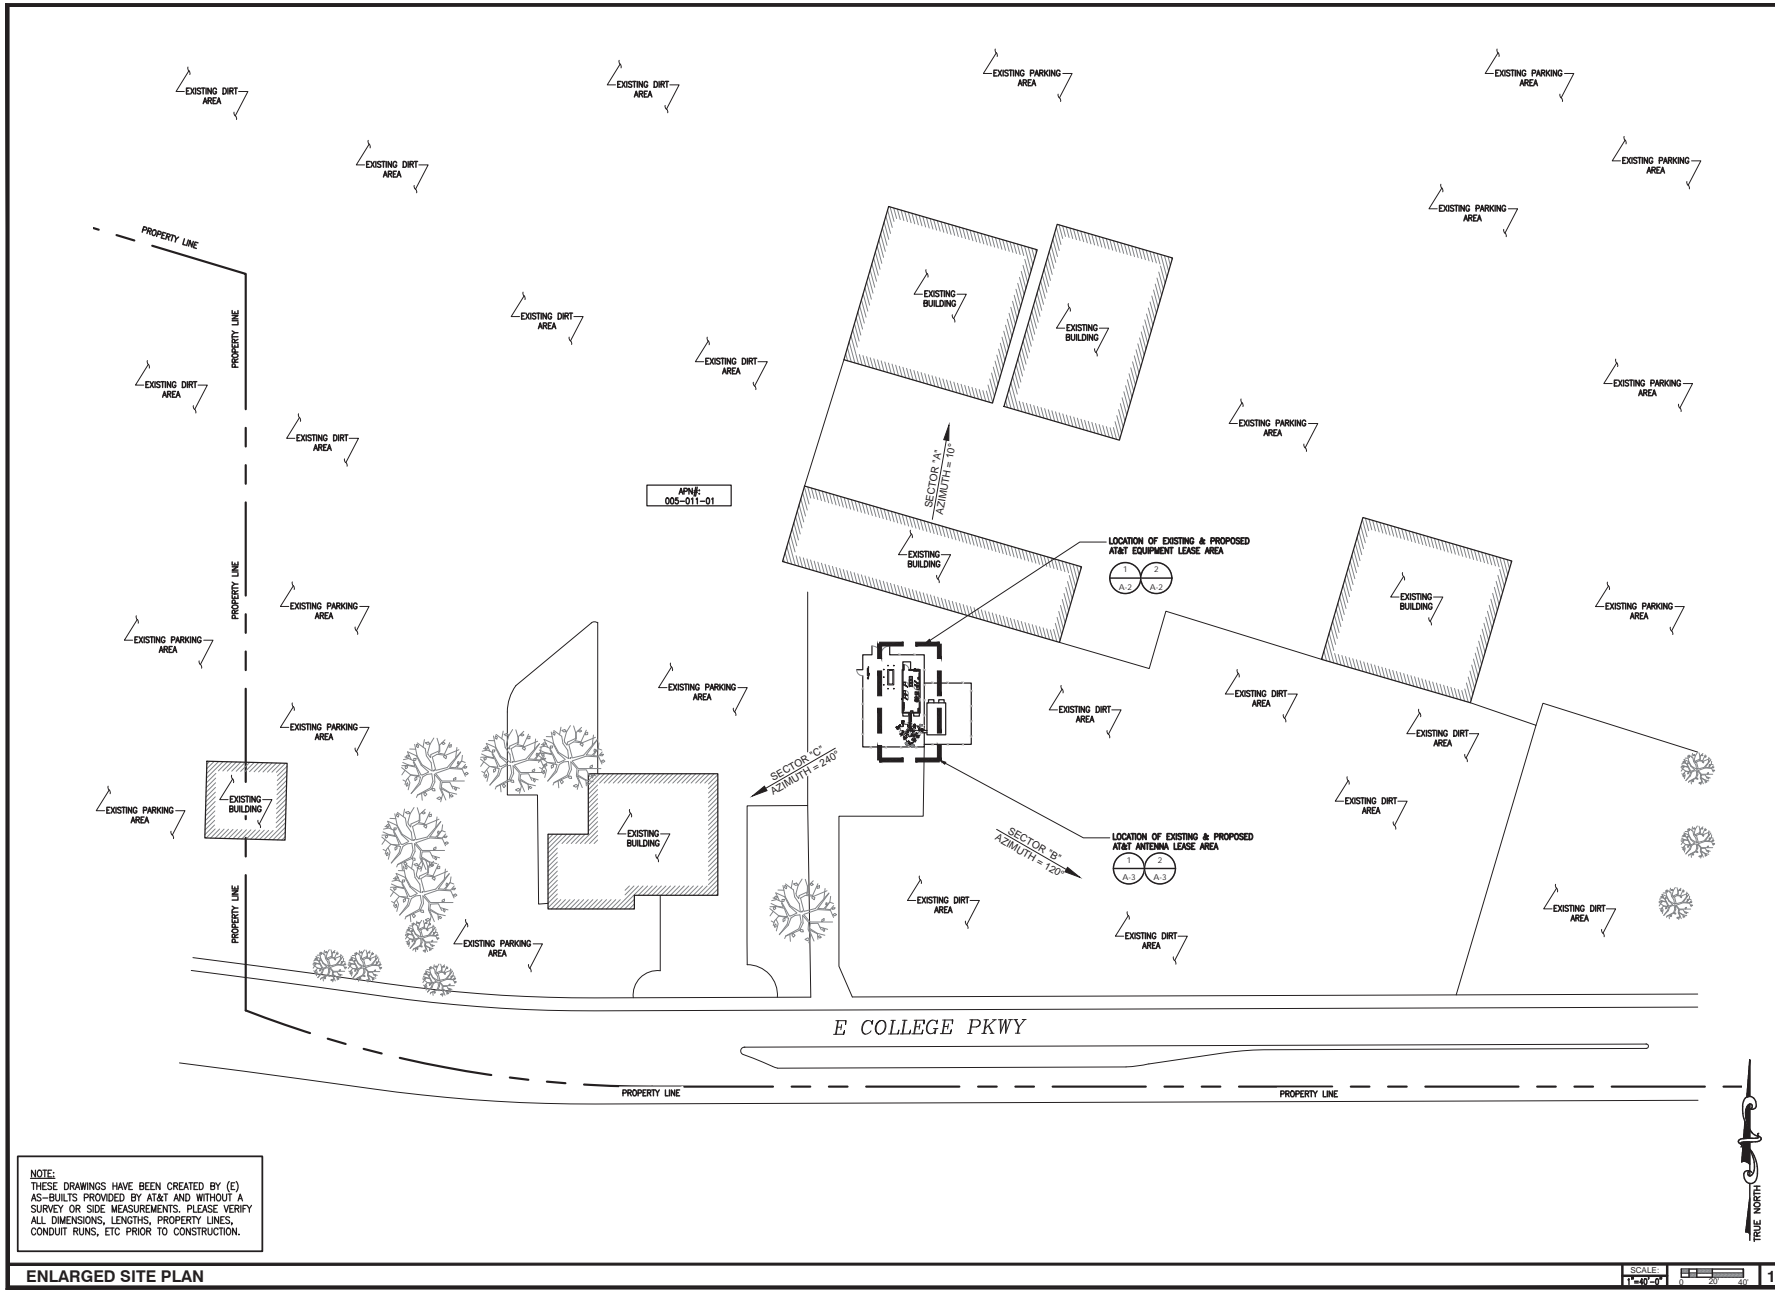 EXISTING DIRT
AREA
EXISTING DIRT
AREA
EXISTING PARKING
AREA
EXISTING PARKING
AREA
EXISTING DIRT
AREA
EXISTING PARKING
AREA
EXISTING PARKING
AREA
PROPERTY LINE
EXISTING
BUILDING
EXISTING
BUILDING
EXISTING DIRT
AREA
PROPERTY LINE
EXISTING DIRT
AREA
EXISTING DIRT
AREA
EXISTING PARKING
AREA
EXISTING DIRT
AREA
EXISTING PARKING
AREA
SECTOR "A"
AZIMUTH = 10°
APN#:
005-011-01
EXISTING
BUILDING
LOCATION OF EXISTING & PROPOSED
AT&T EQUIPMENT LEASE AREA
1 2
A-2 A-2
PROPERTY LINE
EXISTING PARKING
AREA
EXISTING
BUILDING
EXISTING PARKING
AREA
EXISTING PARKING
AREA
EXISTING PARKING
AREA
EXISTING DIRT
AREA
EXISTING DIRT
AREA
EXISTING PARKING
AREA
EXISTING DIRT
AREA
SECTOR "C"
AZIMUTH = 240°
EXISTING PARKING
AREA
EXISTING
BUILDING
EXISTING DIRT
AREA
EXISTING
BUILDING
SECTOR "B"
AZIMUTH = 120°
LOCATION OF EXISTING & PROPOSED
AT&T ANTENNA LEASE AREA
1 2
A-3 A-3
PROPERTY LINE
EXISTING DIRT
AREA
EXISTING DIRT
AREA
EXISTING PARKING
AREA
EXISTING DIRT
AREA
E COLLEGE PKWY
PROPERTY LINE
PROPERTY LINE
TRUE NORTH
NOTE:
THESE DRAWINGS HAVE BEEN CREATED BY (E)
AS-BUILTS PROVIDED BY AT&T AND WITHOUT A
SURVEY OR SIDE MEASUREMENTS. PLEASE VERIFY
ALL DIMENSIONS, LENGTHS, PROPERTY LINES,
CONDUIT RUNS, ETC PRIOR TO CONSTRUCTION.
ENLARGED SITE PLAN
SCALE:
1"=40'-0"
0 20' 40'
1